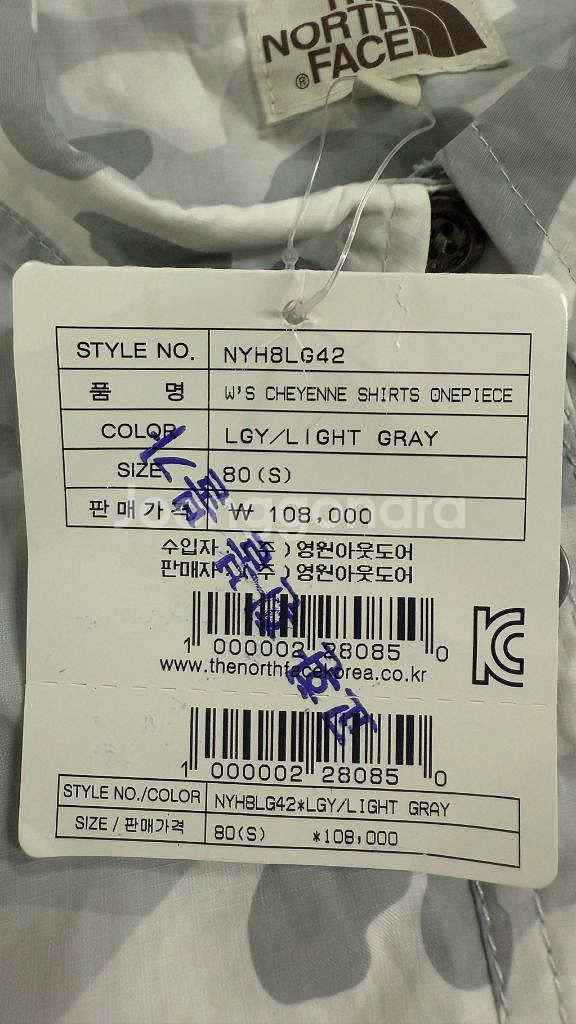 THE
NORTH
FACE
®
STYLE NO. NYH8LG42
품 명 W'S CHEYENNE SHIRTS ONEPIECE
COLOR LGY/LIGHT GRAY
SIZE 80(S)
판매가격 ₩ 108,000
Joonggonara
수입자 : (주)영원아웃도어
판매자 : (주)영원아웃도어
1 000002 28085 0
www.thenorthfacekorea.co.kr
1 000002 28085 0
STYLE NO./COLOR NYH8LG42*LGY/LIGHT GRAY
SIZE / 판매가격 80(S) *108,000